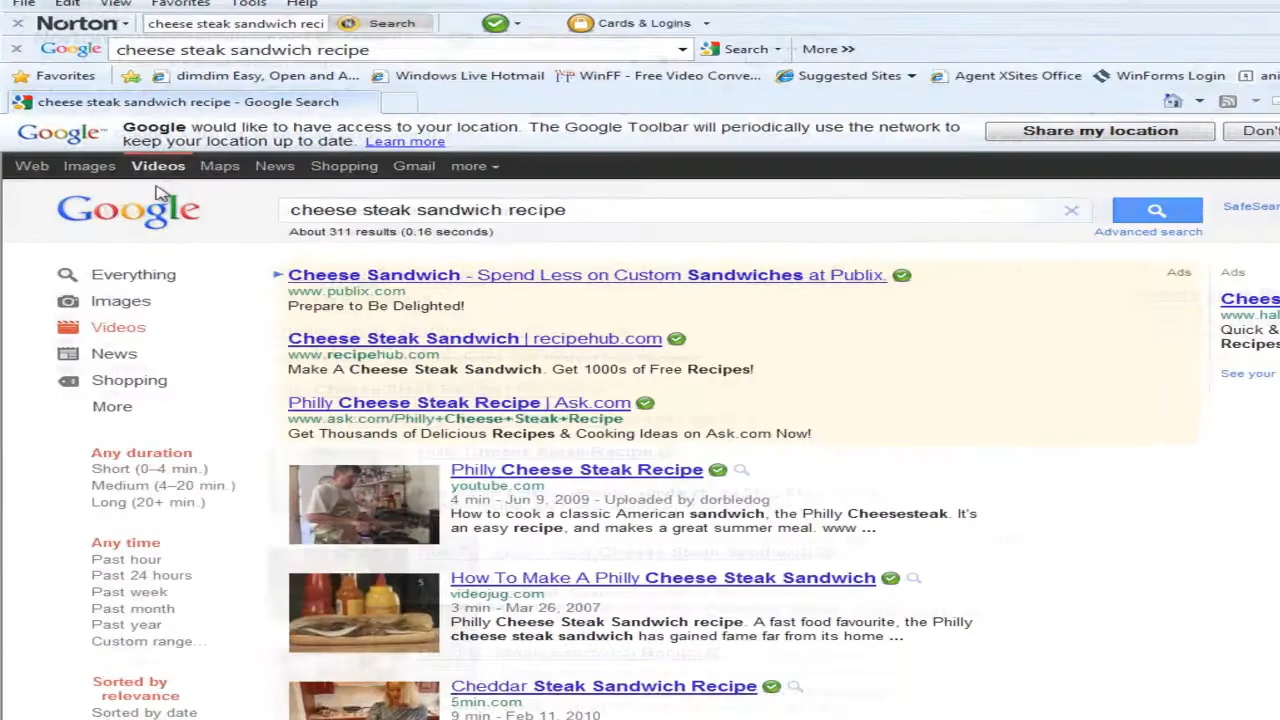 File Edit View Favorites Tools Help
Norton cheese steak sandwich reci Search Cards & Logins
Google cheese steak sandwich recipe Search More >>
Favorites dimdim Easy, Open and A... Windows Live Hotmail WinFF - Free Video Conve... Suggested Sites Agent XSites Office WinForms Login
cheese steak sandwich recipe - Google Search
Google Google would like to have access to your location. The Google Toolbar will periodically use the network to
keep your location up to date. Learn more
Share my location
Web Images Videos Maps News Shopping Gmail more
Google cheese steak sandwich recipe
About 311 results (0.16 seconds)
Advanced search
Everything
Images
Videos
News
Shopping
More
Any duration
Short (0–4 min.)
Medium (4–20 min.)
Long (20+ min.)
Any time
Past hour
Past 24 hours
Past week
Past month
Past year
Custom range...
Sorted by
relevance
Sorted by date
Cheese Sandwich - Spend Less on Custom Sandwiches at Publix.
www.publix.com
Prepare to Be Delighted!
Ads
Cheese Steak Sandwich | recipehub.com
www.recipehub.com
Make A Cheese Steak Sandwich. Get 1000s of Free Recipes!
Philly Cheese Steak Recipe | Ask.com
www.ask.com/Philly+Cheese+Steak+Recipe
Get Thousands of Delicious Recipes & Cooking Ideas on Ask.com Now!
Philly Cheese Steak Recipe
youtube.com
4 min - Jun 9, 2009 - Uploaded by dorbledog
How to cook a classic American sandwich, the Philly Cheesesteak. It's
an easy recipe, and makes a great summer meal. www ...
How To Make A Philly Cheese Steak Sandwich
videojug.com
3 min - Mar 26, 2007
Philly Cheese Steak Sandwich recipe. A fast food favourite, the Philly
cheese steak sandwich has gained fame far from its home ...
Cheddar Steak Sandwich Recipe
5min.com
9 min - Feb 11, 2010
Ads
Quick &
Recipes
See your